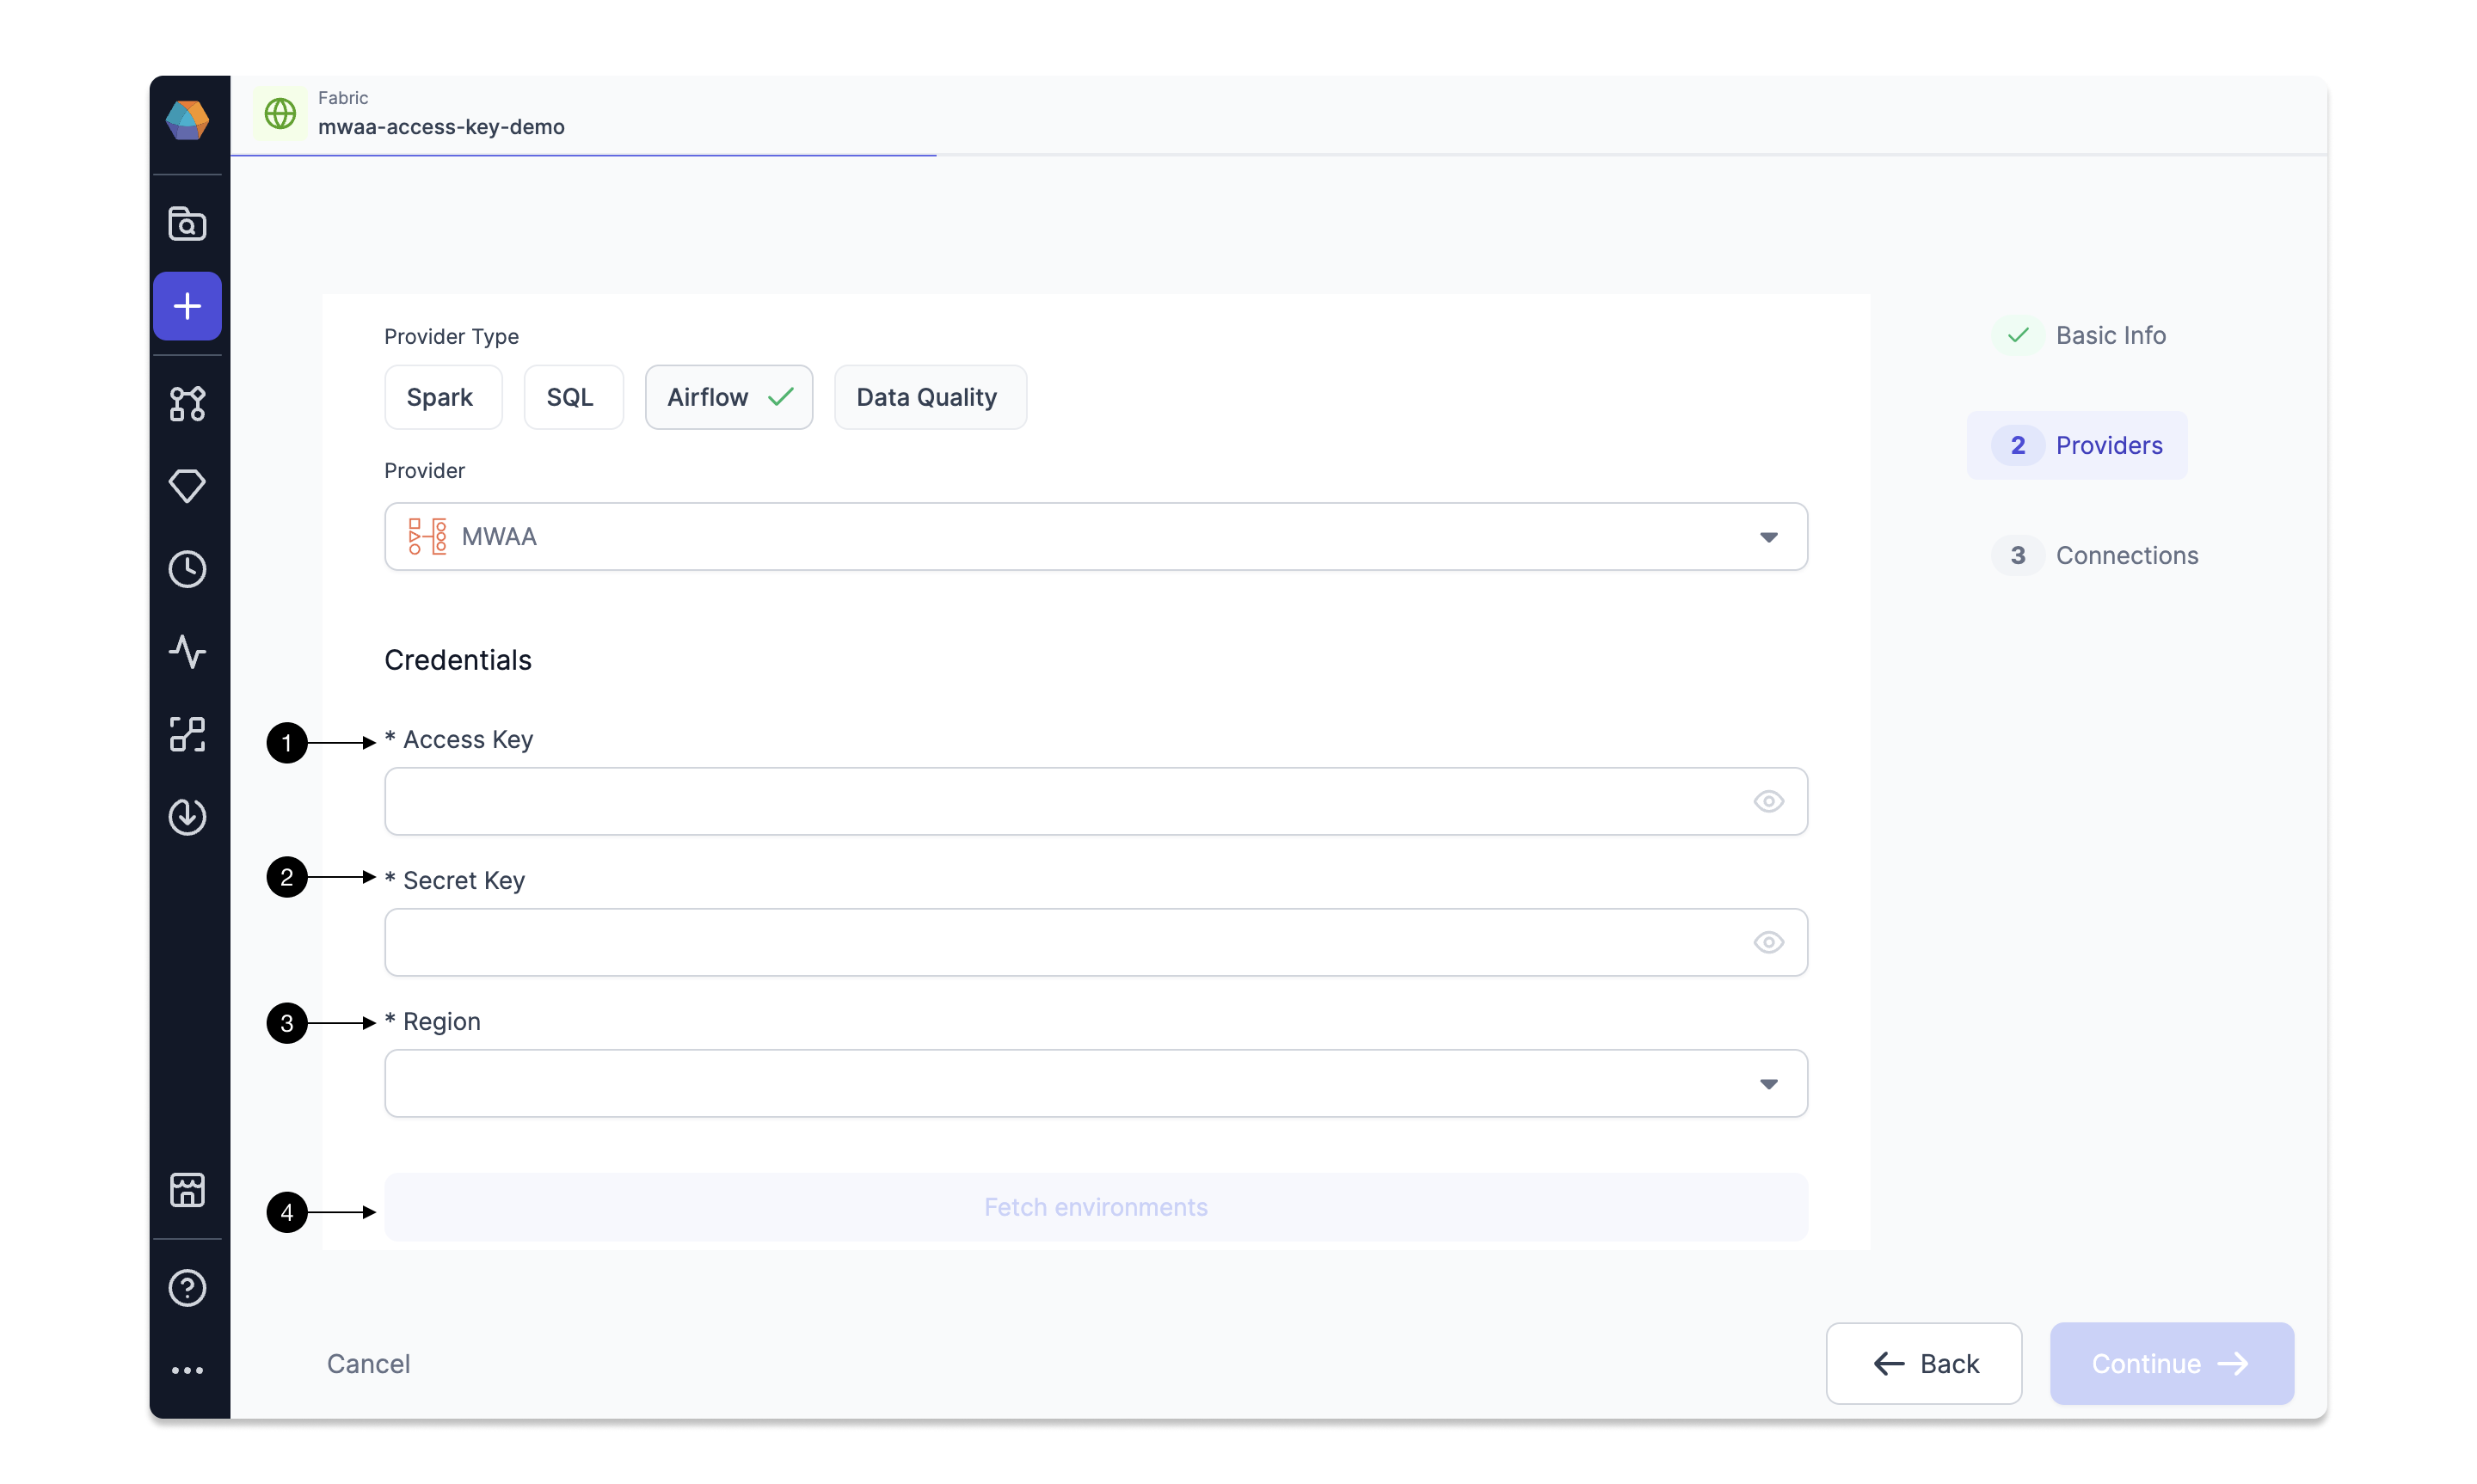 Fabric
mwaa-access-key-demo
Provider Type
Spark SQL Airflow Data Quality
Provider
MWAA
Credentials
1 * Access Key
2 * Secret Key
3 * Region
4 Fetch environments
Basic Info
2 Providers
3 Connections
Cancel
Back
Continue